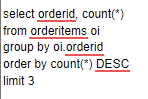 select orderid, count(*)
from orderitems oi
group by oi.orderid
order by count(*) DESC
limit 3